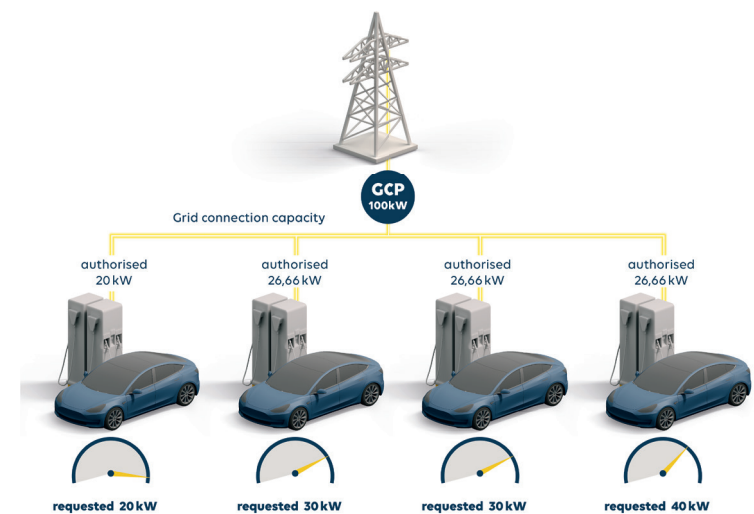 GCP
100kW
Grid connection capacity
authorised
20 kW
authorised
26,66 kW
authorised
26,66 kW
authorised
26,66 kW
requested 20 kW
requested 30 kW
requested 30 kW
requested 40 kW